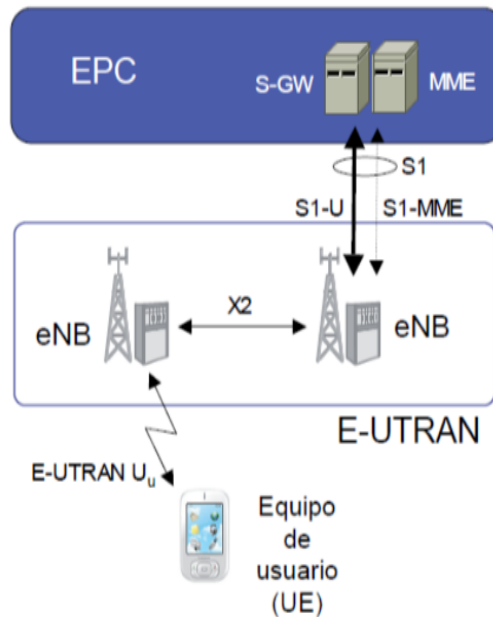 EPC
S-GW
MME
S1
S1-U
S1-MME
X2
eNB
eNB
E-UTRAN
E-UTRAN Uu
Equipo
de
usuario
(UE)